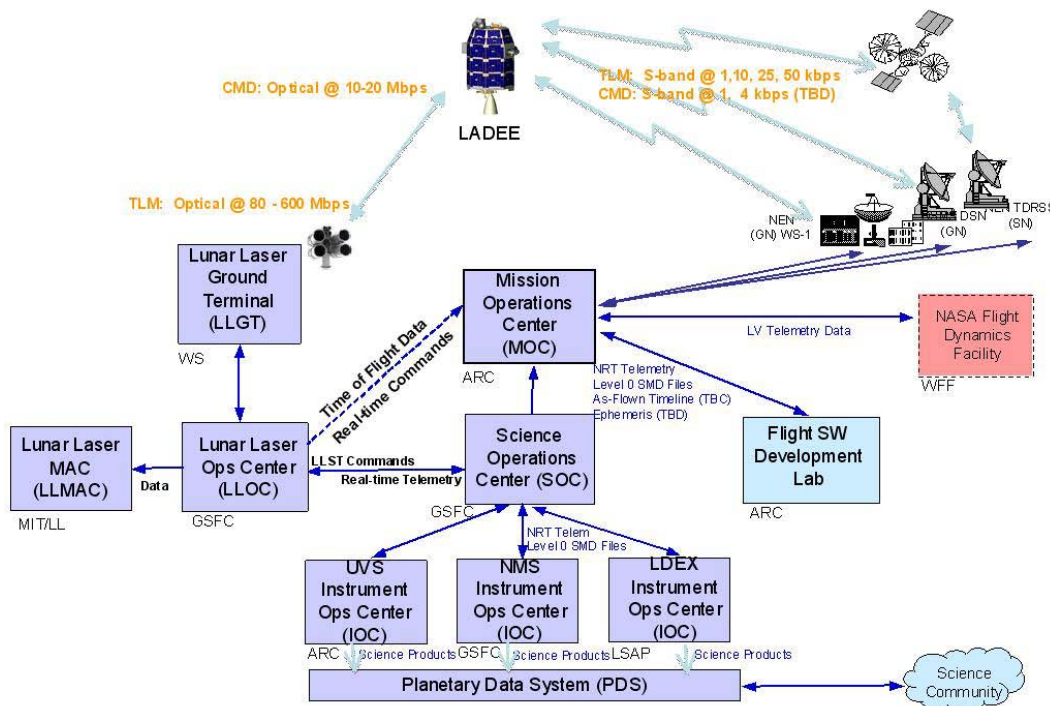 CMD: Optical @ 10-20 Mbps
LADEE
TLM: S-band @ 1,10, 25, 50 kbps
CMD: S-band @ 1, 4 kbps (TBD)
TLM: Optical @ 80 - 600 Mbps
NEN
(GN) WS-1
DSN
(GN)
TDRSS
(SN)
Lunar Laser
Ground
Terminal
(LLGT)
WS
Mission
Operations
Center
(MOC)
ARC
LV Telemetry Data
NASA Flight
Dynamics
Facility
WFF
Time of Flight Data
Real-time Commands
NRT Telemetry
Level 0 SMD Files
As-Flown Timeline (TBC)
Ephemeris (TBD)
Lunar Laser
MAC
(LLMAC)
MIT/LL
Data
Lunar Laser
Ops Center
(LLOC)
GSFC
LLST Commands
Real-time Telemetry
Science
Operations
Center (SOC)
GSFC
Flight SW
Development
Lab
ARC
NRT Telem
Level 0 SMD Files
UVS
Instrument
Ops Center
(IOC)
ARC
Science Products
NMS
Instrument
Ops Center
(IOC)
GSFC
Science Products
LDEX
Instrument
Ops Center
(IOC)
LSAP
Science Products
Planetary Data System (PDS)
Science
Community